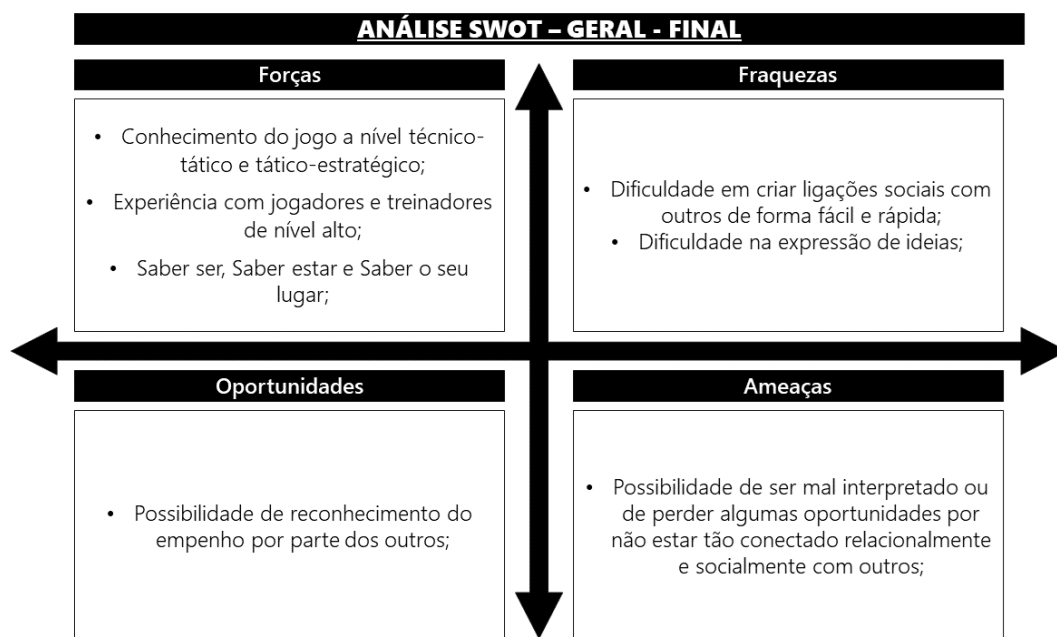 ANÁLISE SWOT – GERAL - FINAL
Forças
• Conhecimento do jogo a nível técnico-
tático e tático-estratégico;
• Experiência com jogadores e treinadores
de nível alto;
• Saber ser, Saber estar e Saber o seu
lugar;
Fraquezas
• Dificuldade em criar ligações sociais com
outros de forma fácil e rápida;
• Dificuldade na expressão de ideias;
Oportunidades
• Possibilidade de reconhecimento do
empenho por parte dos outros;
Ameaças
• Possibilidade de ser mal interpretado ou
de perder algumas oportunidades por
não estar tão conectado relacionalmente
e socialmente com outros;